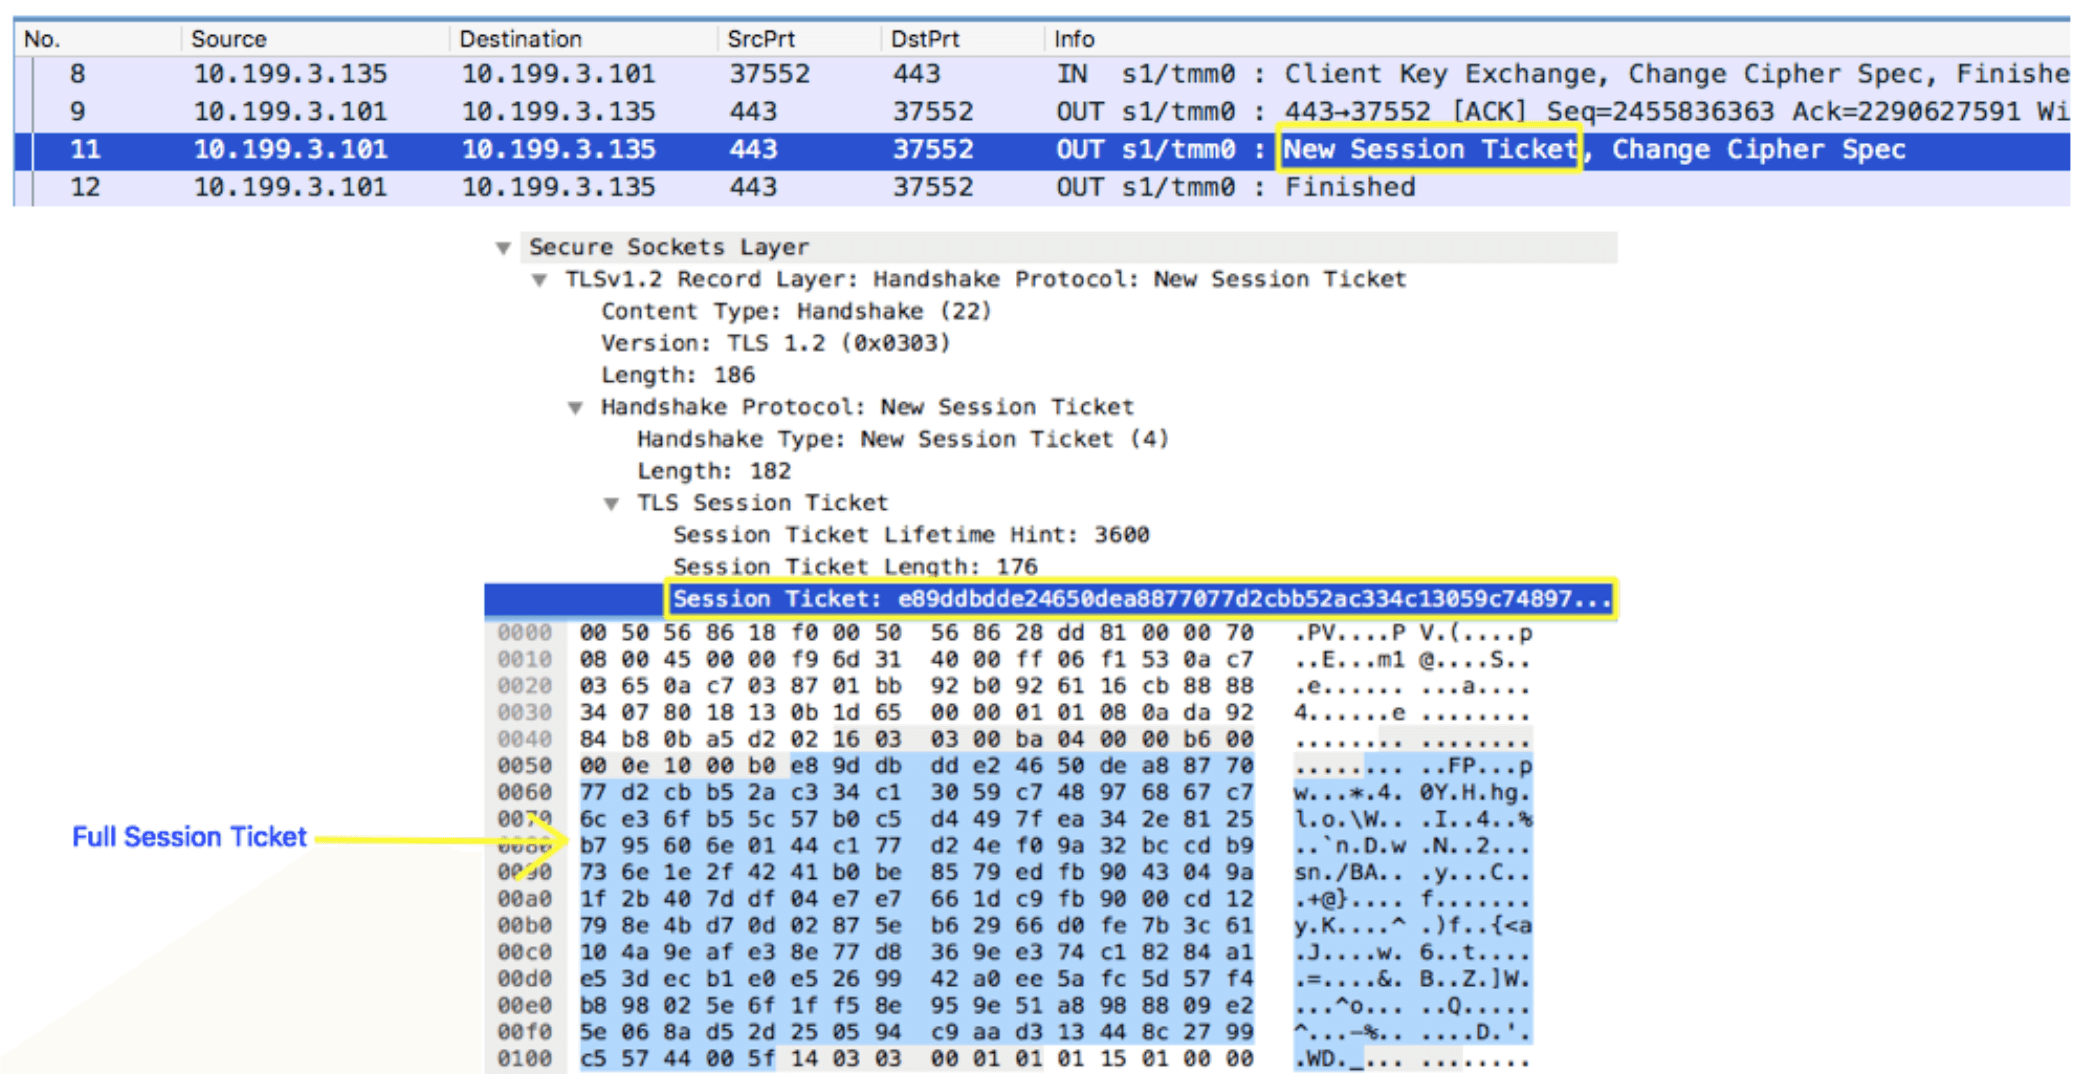 No. Source Destination SrcPrt DstPrt Info
8 10.199.3.135 10.199.3.101 37552 443 IN s1/tmm0 : Client Key Exchange, Change Cipher Spec, Finishe
9 10.199.3.101 10.199.3.135 443 37552 OUT s1/tmm0 : 443→37552 [ACK] Seq=2455836363 Ack=2290627591 Wi
11 10.199.3.101 10.199.3.135 443 37552 OUT s1/tmm0 : New Session Ticket, Change Cipher Spec
12 10.199.3.101 10.199.3.135 443 37552 OUT s1/tmm0 : Finished
Secure Sockets Layer
TLSv1.2 Record Layer: Handshake Protocol: New Session Ticket
Content Type: Handshake (22)
Version: TLS 1.2 (0x0303)
Length: 186
Handshake Protocol: New Session Ticket
Handshake Type: New Session Ticket (4)
Length: 182
TLS Session Ticket
Session Ticket Lifetime Hint: 3600
Session Ticket Length: 176
Session Ticket: e89ddbdde24650dea8877077d2cbb52ac334c13059c74897...
0000 00 50 56 86 18 f0 00 50 56 86 28 dd 81 00 00 70 .PV....P V.(....p
0010 08 00 45 00 00 f9 6d 31 40 00 ff 06 f1 53 0a c7 ..E...m1 @....S..
0020 03 65 0a c7 03 87 01 bb 92 b0 92 61 16 cb 88 88 .e...... ...a....
0030 34 07 80 18 13 0b 1d 65 00 00 01 01 08 0a da 92 4......e ........
0040 84 b8 0b a5 d2 02 16 03 03 00 ba 04 00 00 b6 00 ........ ........
0050 00 0e 10 00 b0 e8 9d db dd e2 46 50 de a8 87 70 ........ ..FP...p
0060 77 d2 cb b5 2a c3 34 c1 30 59 c7 48 97 68 67 c7 w...*.4. 0Y.H.hg.
0070 6c e3 6f b5 5c 57 b0 c5 d4 49 7f ea 34 2e 81 25 l.o.\W.. .I..4..%
Full Session Ticket
0080 b7 95 60 6e 01 44 c1 77 d2 4e f0 9a 32 bc cd b9 ..`n.D.w .N..2...
0090 73 6e 1e 2f 42 41 b0 be 85 79 ed fb 90 43 04 9a sn./BA.. .y...C..
00a0 1f 2b 40 7d df 04 e7 e7 66 1d c9 fb 90 00 cd 12 .+@}.... f.......
00b0 79 8e 4b d7 0d 02 87 5e b6 29 66 d0 fe 7b 3c 61 y.K....^ .)f..{<a
00c0 10 4a 9e af e3 8e 77 d8 36 9e e3 74 c1 82 84 a1 .J....w. 6..t....
00d0 e5 3d ec b1 e0 e5 26 99 42 a0 ee 5a fc 5d 57 f4 .=....&. B..Z.]W.
00e0 b8 98 02 5e 6f 1f f5 8e 95 9e 51 a8 98 88 09 e2 ...^o... ..Q.....
00f0 5e 06 8a d5 2d 25 05 94 c9 aa d3 13 44 8c 27 99 ^...-%.. ....D.'.
0100 c5 57 44 00 5f 14 03 03 00 01 01 01 15 01 00 00 .WD._... ........